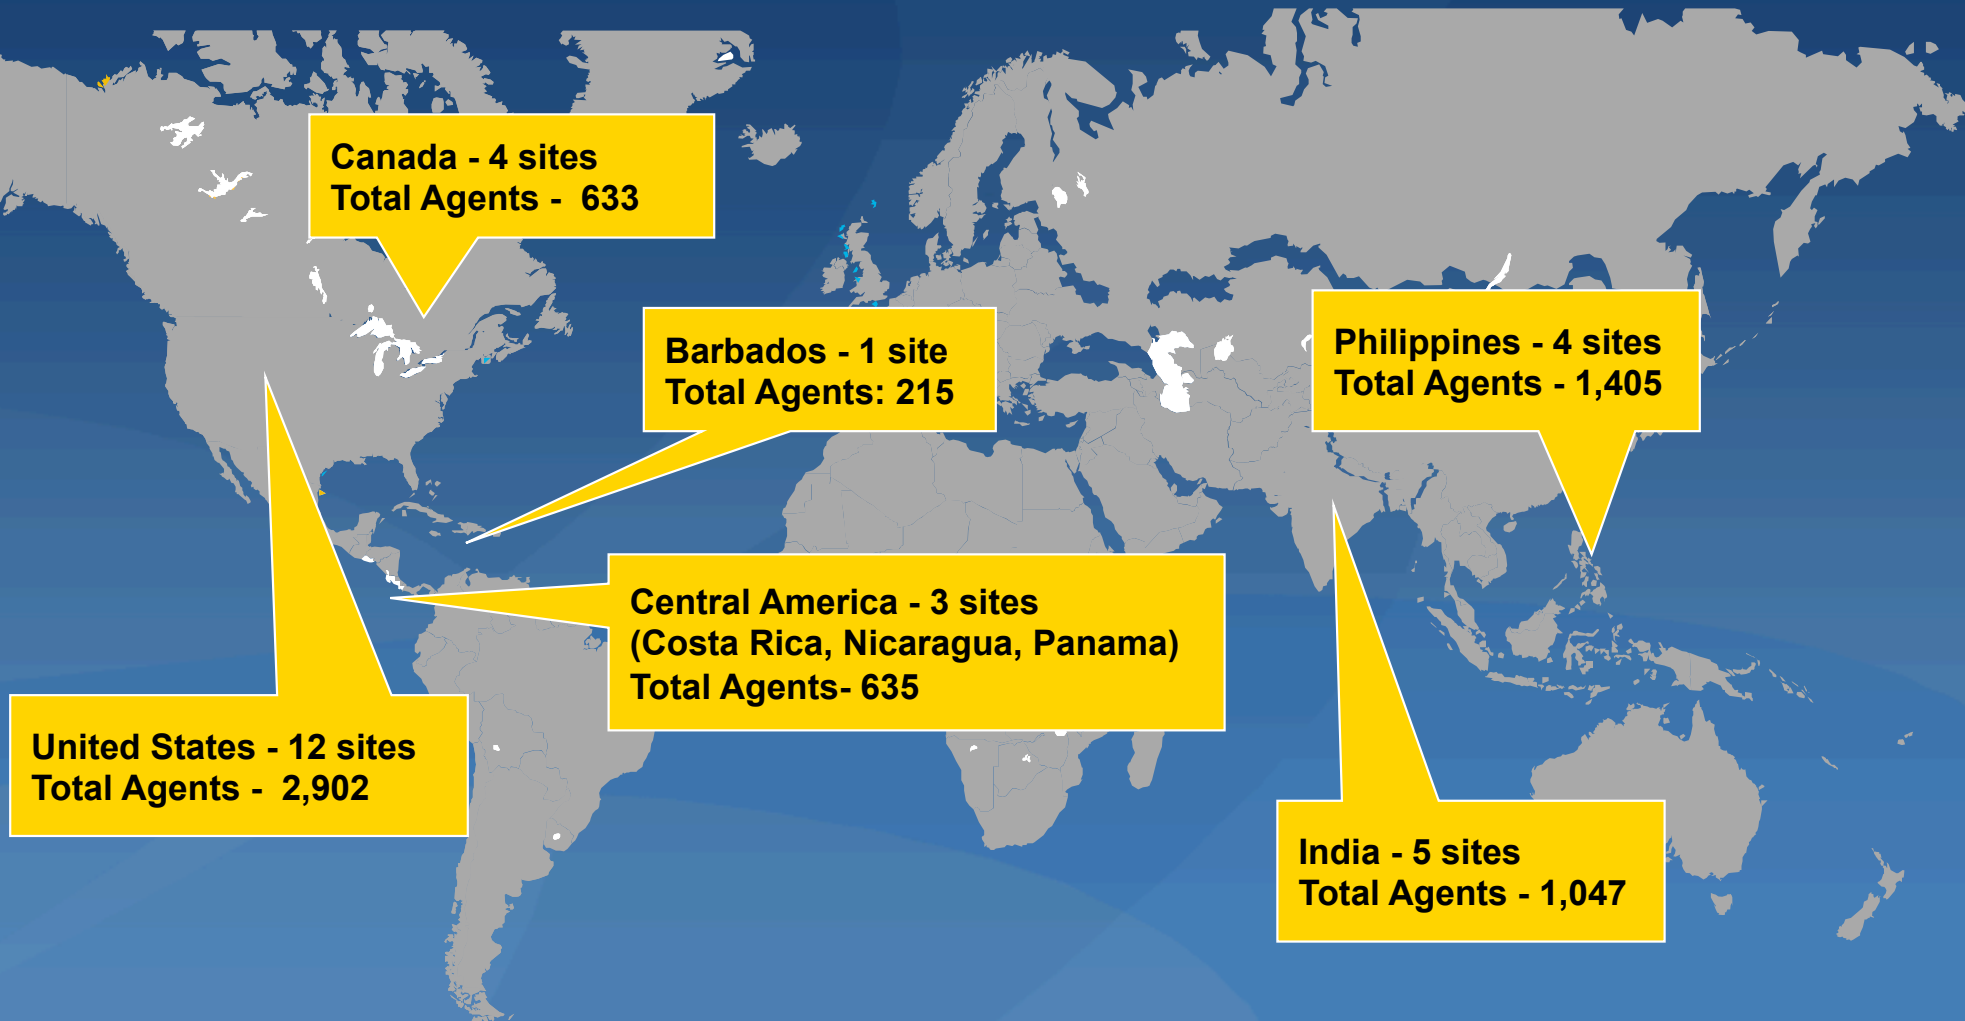 Canada - 4 sites
Total Agents - 633
Barbados - 1 site
Total Agents: 215
Philippines - 4 sites
Total Agents - 1,405
Central America - 3 sites
(Costa Rica, Nicaragua, Panama)
Total Agents- 635
United States - 12 sites
Total Agents - 2,902
India - 5 sites
Total Agents - 1,047